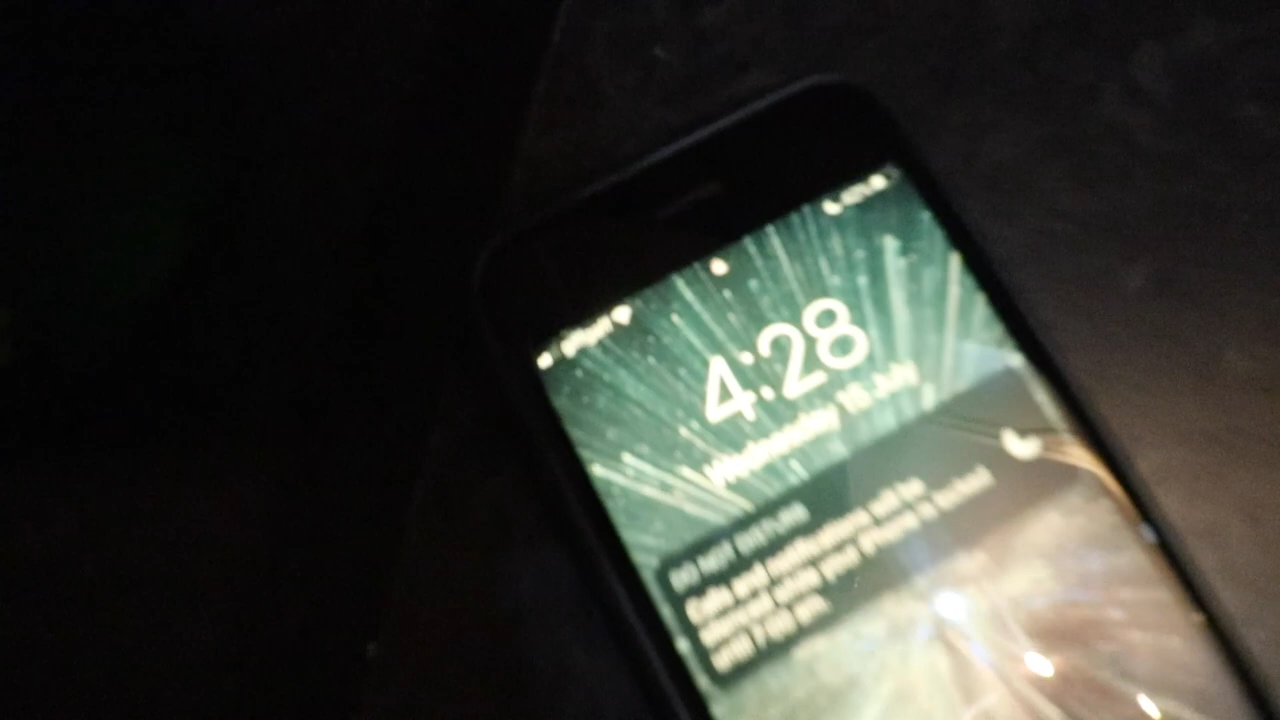 4:28
Wednesday 15 July
DO NOT DISTURB
Calls and notifications will be
silenced while your iPhone is locked
until 7:00 am.